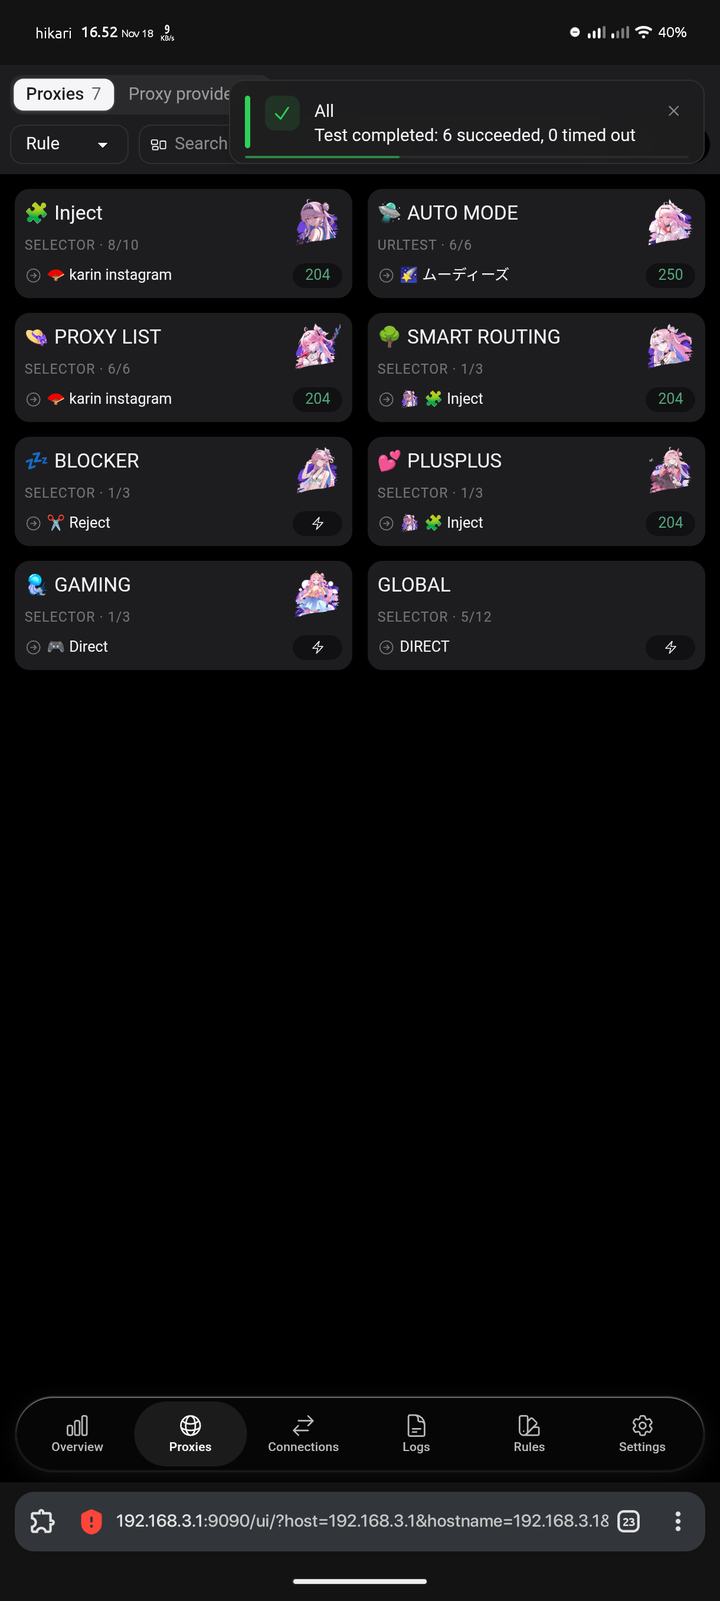 hikari 16.52 Nov 18 9 KB/s 40%
Proxies 7 Proxy provide
All
Test completed: 6 succeeded, 0 timed out
Rule Search
Inject
SELECTOR · 8/10
karin instagram 204
AUTO MODE
URLTEST · 6/6
ムーディーズ 250
PROXY LIST
SELECTOR · 6/6
karin instagram 204
SMART ROUTING
SELECTOR · 1/3
Inject 204
BLOCKER
SELECTOR · 1/3
Reject
PLUSPLUS
SELECTOR · 1/3
Inject 204
GAMING
SELECTOR · 1/3
Direct
GLOBAL
SELECTOR · 5/12
DIRECT
Overview Proxies Connections Logs Rules Settings
192.168.3.1:9090/ui/?host=192.168.3.1&hostname=192.168.3.1& 23